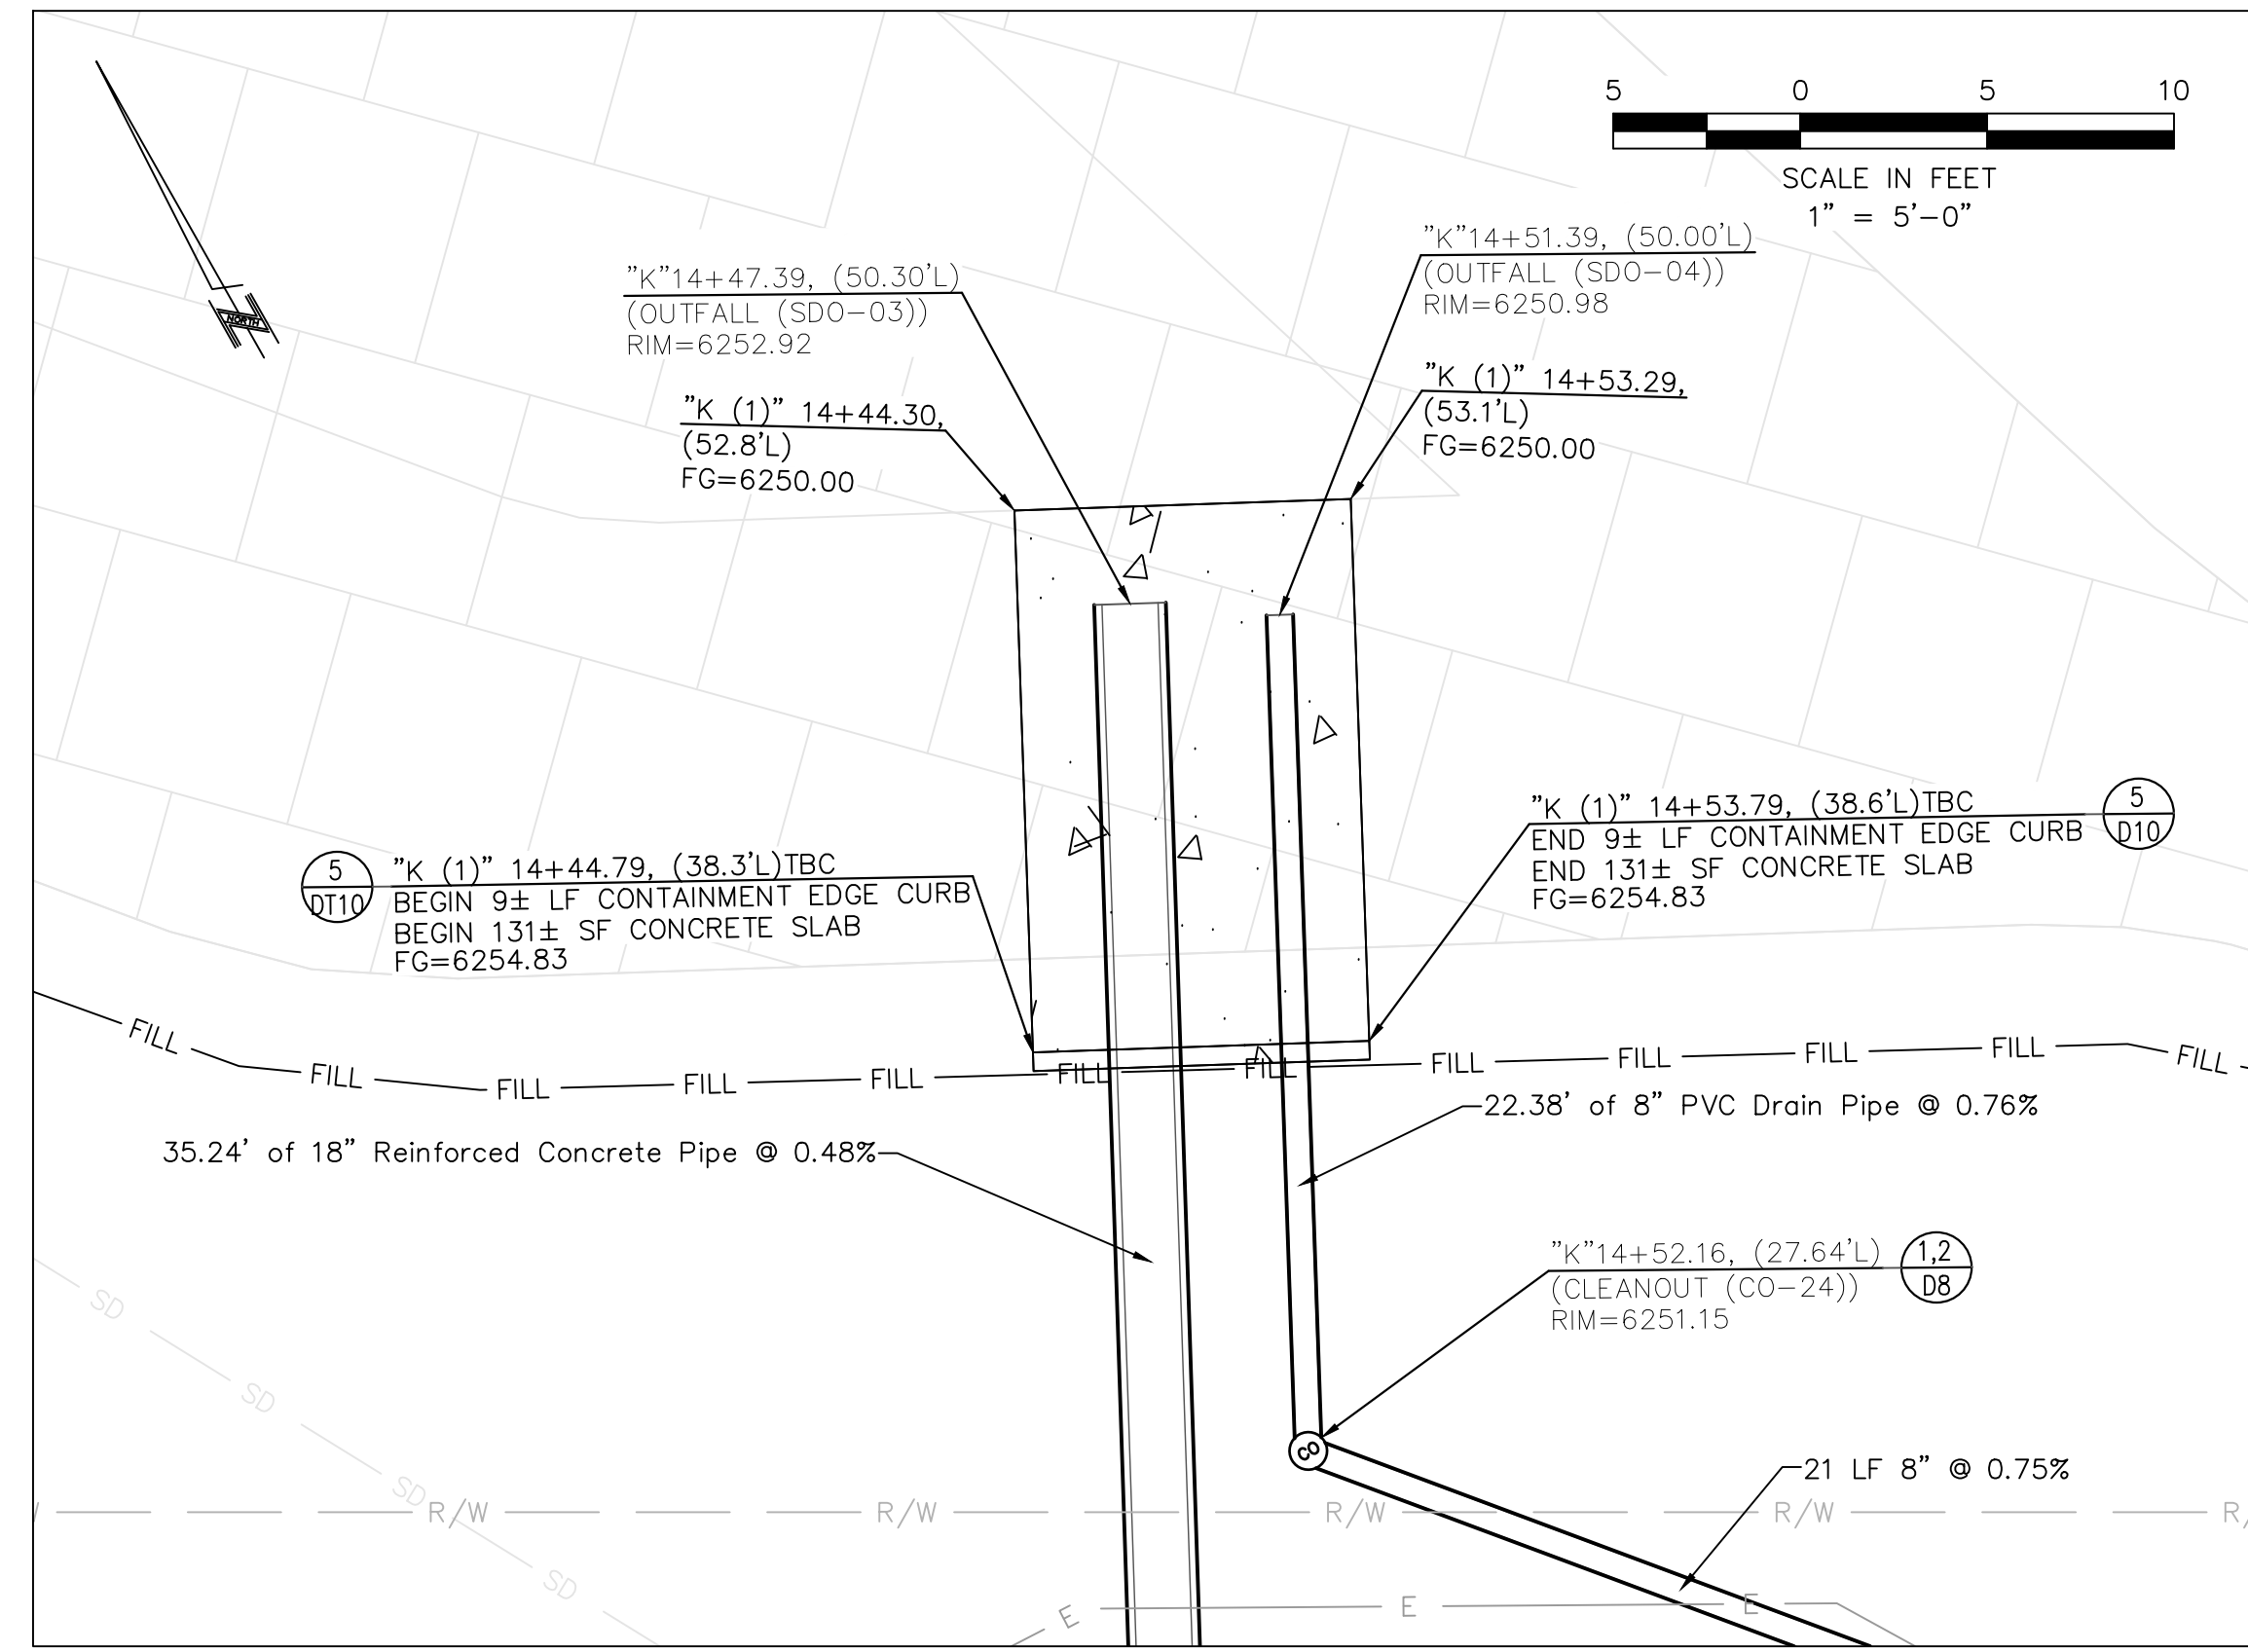 5 0 5 10
SCALE IN FEET
1” = 5’-0”
NORTH
”K”14+47.39, (50.30’L)
(OUTFALL (SDO-03))
RIM=6252.92
”K”14+51.39, (50.00’L)
(OUTFALL (SDO-04))
RIM=6250.98
”K (1)” 14+44.30,
(52.8’L)
FG=6250.00
”K (1)” 14+53.29,
(53.1’L)
FG=6250.00
5
DT10
”K (1)” 14+44.79, (38.3’L)TBC
BEGIN 9± LF CONTAINMENT EDGE CURB
BEGIN 131± SF CONCRETE SLAB
FG=6254.83
”K (1)” 14+53.79, (38.6’L)TBC
END 9± LF CONTAINMENT EDGE CURB
END 131± SF CONCRETE SLAB
FG=6254.83
5
D10
FILL FILL FILL FILL FILL FILL FILL FILL FILL FILL FILL FILL
22.38’ of 8” PVC Drain Pipe @ 0.76%
35.24’ of 18” Reinforced Concrete Pipe @ 0.48%
”K”14+52.16, (27.64’L)
(CLEANOUT (CO-24))
RIM=6251.15
1,2
D8
CO
21 LF 8” @ 0.75%
SD
SD
SD
SD
R/W R/W R/W R/W
E E E